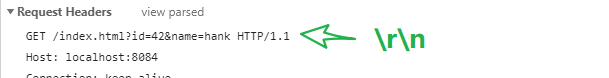 Request Headers view parsed
GET /index.html?id=42&name=hank HTTP/1.1 \r\n
Host: localhost:8084
Connection: keep-alive